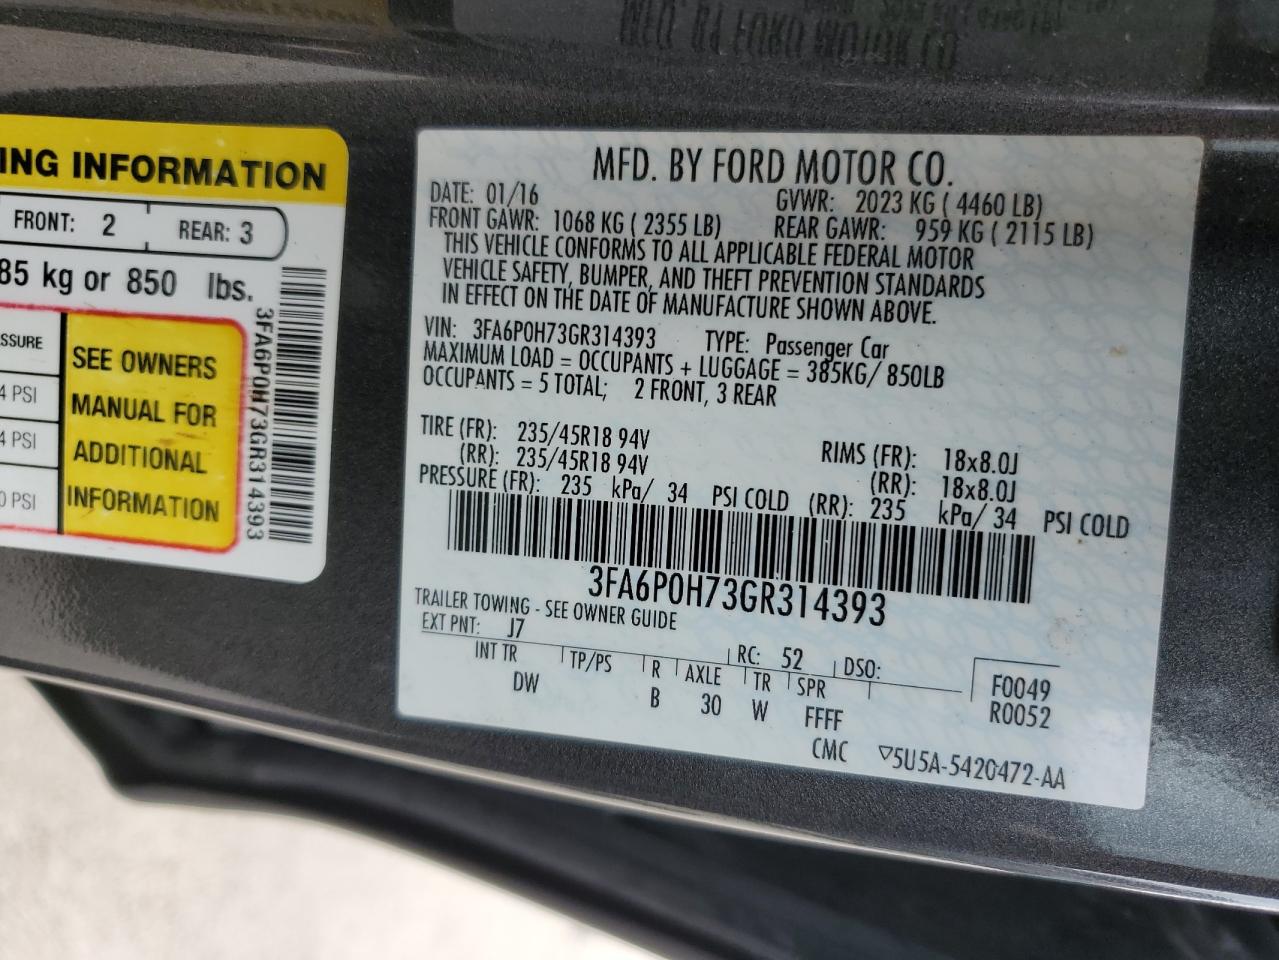 ING INFORMATION
FRONT: 2
REAR: 3
85 kg or 850 lbs.
SSURE
4 PSI
4 PSI
0 PSI
SEE OWNERS
MANUAL FOR
ADDITIONAL
INFORMATION
3FA6P0H73GR314393
MFD. BY FORD MOTOR CO.
DATE: 01/16 GVWR: 2023 KG ( 4460 LB)
FRONT GAWR: 1068 KG ( 2355 LB) REAR GAWR: 959 KG ( 2115 LB)
THIS VEHICLE CONFORMS TO ALL APPLICABLE FEDERAL MOTOR
VEHICLE SAFETY, BUMPER, AND THEFT PREVENTION STANDARDS
IN EFFECT ON THE DATE OF MANUFACTURE SHOWN ABOVE.
VIN: 3FA6P0H73GR314393 TYPE: Passenger Car
MAXIMUM LOAD = OCCUPANTS + LUGGAGE = 385KG/ 850LB
OCCUPANTS = 5 TOTAL; 2 FRONT, 3 REAR
TIRE (FR): 235/45R18 94V RIMS (FR): 18x8.0J
(RR): 235/45R18 94V (RR): 18x8.0J
PRESSURE (FR): 235 kPa/ 34 PSI COLD (RR): 235 kPa/ 34 PSI COLD
3FA6P0H73GR314393
TRAILER TOWING - SEE OWNER GUIDE
EXT PNT: J7 RC: 52 DSO:
INT TR TP/PS R AXLE TR SPR
DW B 30 W FFFF
F0049
R0052
CMC ▽5U5A-5420472-AA